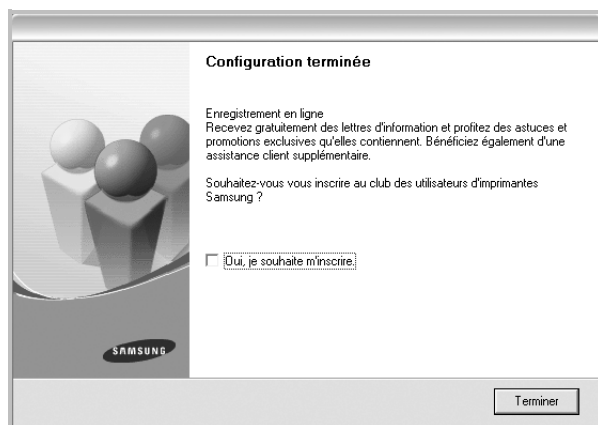 Configuration terminée
Enregistrement en ligne
Recevez gratuitement des lettres d'information et profitez des astuces et
promotions exclusives qu'elles contiennent. Bénéficiez également d'une
assistance client supplémentaire.
Souhaitez-vous vous inscrire au club des utilisateurs d'imprimantes
Samsung ?
Oui, je souhaite m'inscrire.
SAMSUNG
Terminer